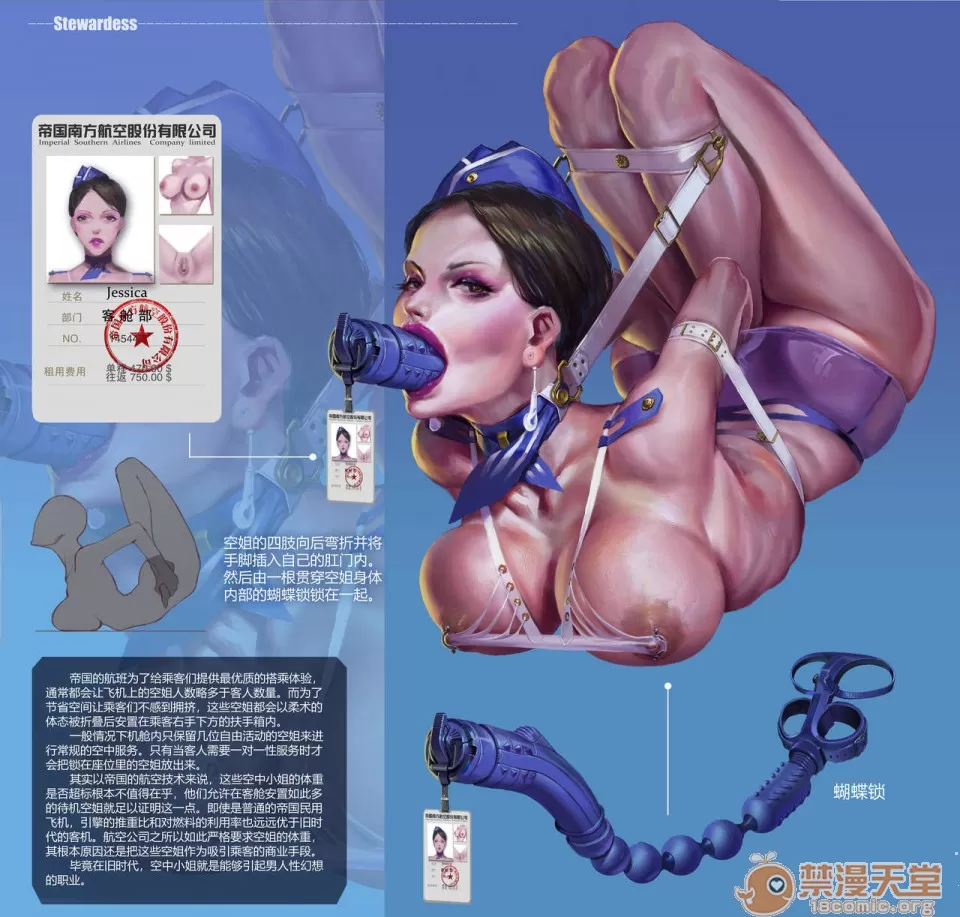 Stewardess
帝国南方航空股份有限公司
Imperial Southern Airlines Company limited
姓名 Jessica
部门 客舱部
NO.
租用费用
往返 750.00 $
空姐的四肢向后弯折并将
手脚插入自己的肛门内。
然后由一根贯穿空姐身体
内部的蝴蝶锁锁在一起。
帝国的航班为了给乘客们提供最优质的搭乘体验，
通常都会让飞机上的空姐人数略多于客人数量。而为了
节省空间让乘客们不感到拥挤，这些空姐都会以柔术的
体态被折叠后安置在乘客右手下方的扶手箱内。
一般情况下机舱内只保留几位自由活动的空姐来进
行常规的空中服务。只有当客人需要一对一性服务时才
会把锁在座位里的空姐放出来。
其实以帝国的航空技术来说，这些空中小姐的体重
是否超标根本不值得在乎，他们允许在客舱安置如此多
的待机空姐就足以证明这一点。即使是普通的帝国民用
飞机，引擎的推重比和对燃料的利用率也远远优于旧时
代的客机。航空公司之所以如此严格要求空姐的体重，
其根本原因还是把这些空姐作为吸引乘客的商业手段。
毕竟在旧时代，空中小姐就是能够引起男人性幻想
的职业。
蝴蝶锁
禁漫天堂
18comic.org